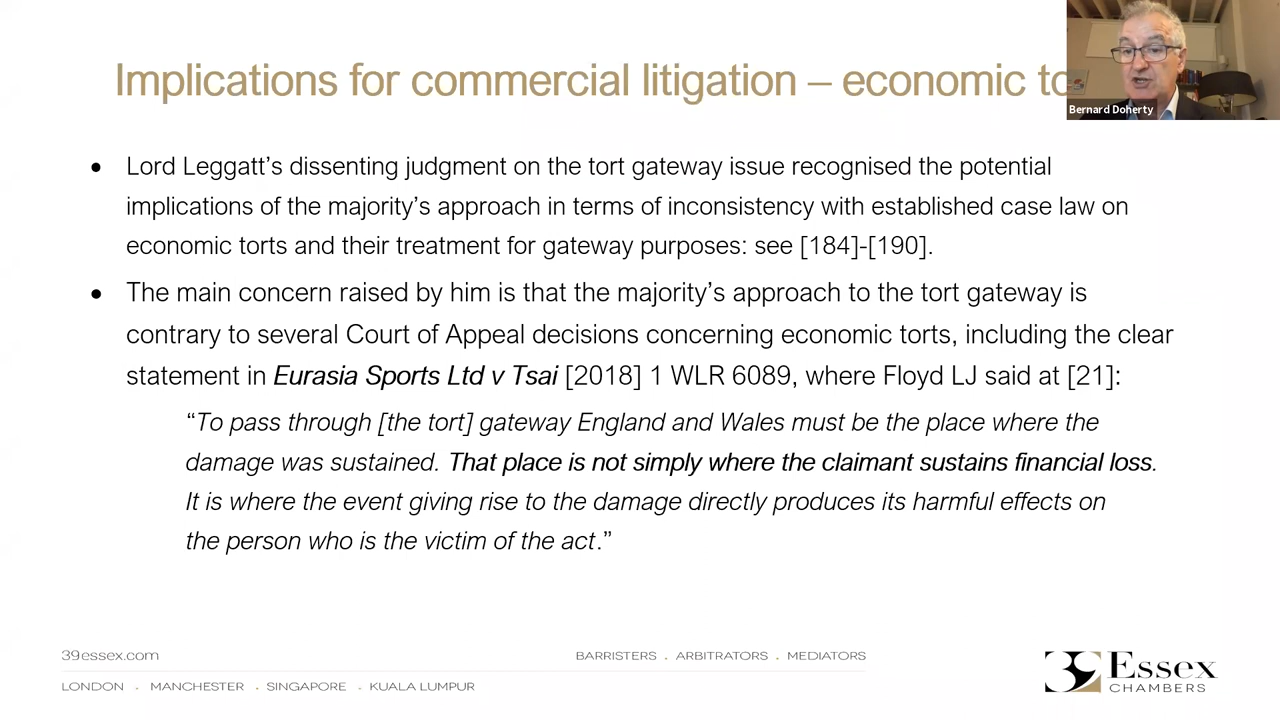 Implications for commercial litigation – economic to
Bernard Doherty
• Lord Leggatt’s dissenting judgment on the tort gateway issue recognised the potential
implications of the majority’s approach in terms of inconsistency with established case law on
economic torts and their treatment for gateway purposes: see [184]-[190].
• The main concern raised by him is that the majority’s approach to the tort gateway is
contrary to several Court of Appeal decisions concerning economic torts, including the clear
statement in Eurasia Sports Ltd v Tsai [2018] 1 WLR 6089, where Floyd LJ said at [21]:
“To pass through [the tort] gateway England and Wales must be the place where the
damage was sustained. That place is not simply where the claimant sustains financial loss.
It is where the event giving rise to the damage directly produces its harmful effects on
the person who is the victim of the act.”
39essex.com
BARRISTERS . ARBITRATORS . MEDIATORS
LONDON . MANCHESTER . SINGAPORE . KUALA LUMPUR
39 Essex
CHAMBERS